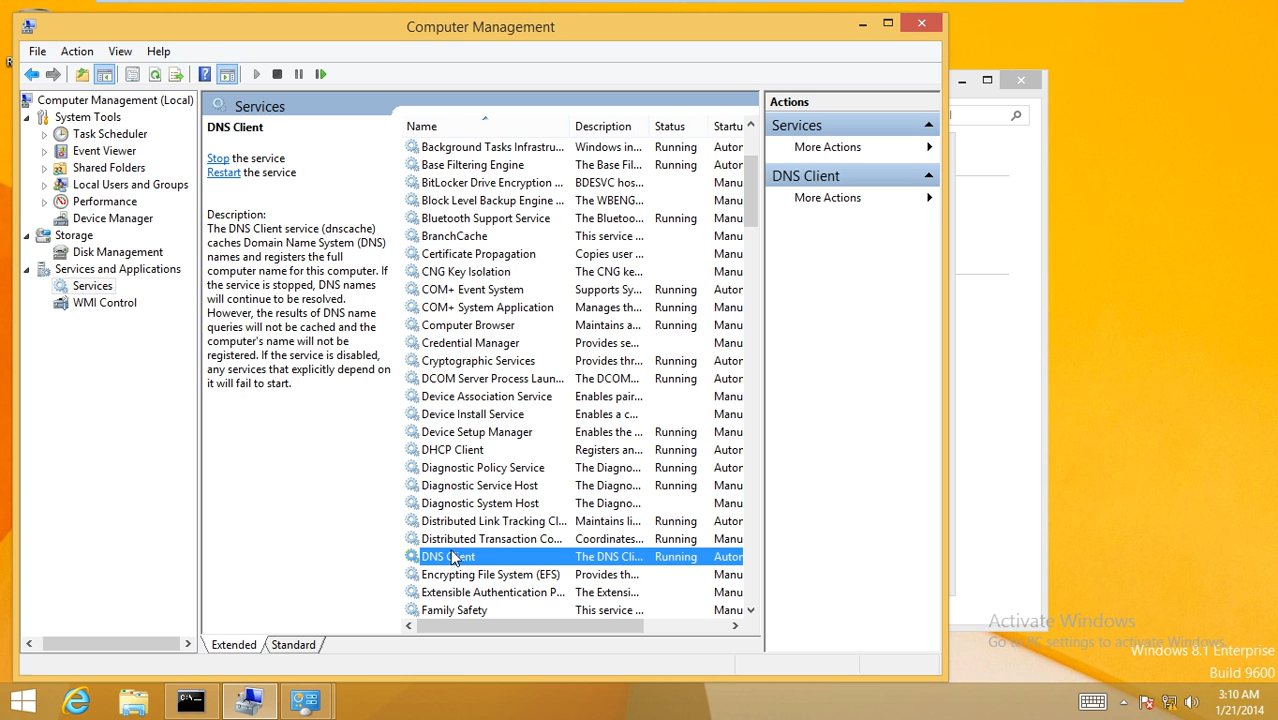 Computer Management
File Action View Help
Computer Management (Local)
System Tools
Task Scheduler
Event Viewer
Shared Folders
Local Users and Groups
Performance
Device Manager
Storage
Disk Management
Services and Applications
Services
WMI Control
Services
DNS Client
Stop the service
Restart the service
Description:
The DNS Client service (dnscache)
caches Domain Name System (DNS)
names and registers the full
computer name for this computer. If
the service is stopped, DNS names
will continue to be resolved.
However, the results of DNS name
queries will not be cached and the
computer's name will not be
registered. If the service is disabled,
any services that explicitly depend on
it will fail to start.
Name Description Status Startu
Background Tasks Infrastru... Windows in... Running Autor
Base Filtering Engine The Base Fil... Running Autor
BitLocker Drive Encryption ... BDESVC hos... Manu
Block Level Backup Engine ... The WBENG... Manu
Bluetooth Support Service The Bluetoo... Running Manu
BranchCache This service ... Manu
Certificate Propagation Copies user ... Manu
CNG Key Isolation The CNG ke... Manu
COM+ Event System Supports Sy... Running Autor
COM+ System Application Manages th... Running Manu
Computer Browser Maintains a... Running Manu
Credential Manager Provides se... Manu
Cryptographic Services Provides thr... Running Autor
DCOM Server Process Laun... The DCOM... Running Autor
Device Association Service Enables pair... Manu
Device Install Service Enables a c... Manu
Device Setup Manager Enables the ... Running Manu
DHCP Client Registers an... Running Autor
Diagnostic Policy Service The Diagno... Running Autor
Diagnostic Service Host The Diagno... Running Manu
Diagnostic System Host The Diagno... Manu
Distributed Link Tracking Cl... Maintains li... Running Autor
Distributed Transaction Co... Coordinates... Running Manu
DNS Client The DNS Cli... Running Autor
Encrypting File System (EFS) Provides th... Manu
Extensible Authentication P... The Extensi... Manu
Family Safety This service ... Manu
Extended Standard
Actions
Services
More Actions
DNS Client
More Actions
Activate Windows
Go to PC settings to activate Windows.
Windows 8.1 Enterprise
Build 9600
3:10 AM
1/21/2014